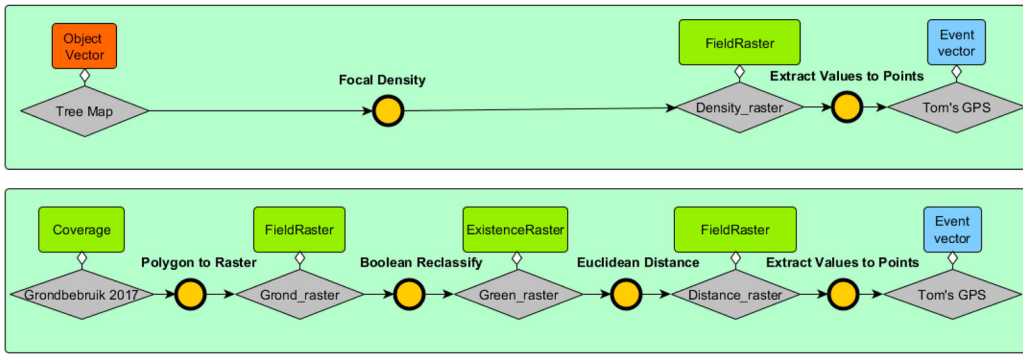 Object
Vector
FieldRaster
Event
vector
Focal Density
Extract Values to Points
Tree Map
Density_raster
Tom's GPS
Coverage
FieldRaster
ExistenceRaster
FieldRaster
Event
vector
Polygon to Raster
Boolean Reclassify
Euclidean Distance
Extract Values to Points
Grondbebruik 2017
Grond_raster
Green_raster
Distance_raster
Tom's GPS